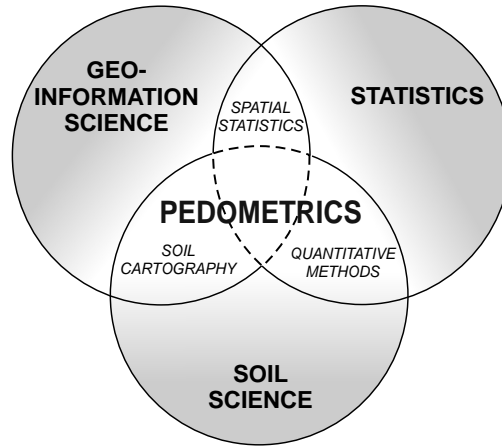 GEO-
INFORMATION
SCIENCE
STATISTICS
SPATIAL
STATISTICS
PEDOMETRICS
SOIL
CARTOGRAPHY
QUANTITATIVE
METHODS
SOIL
SCIENCE